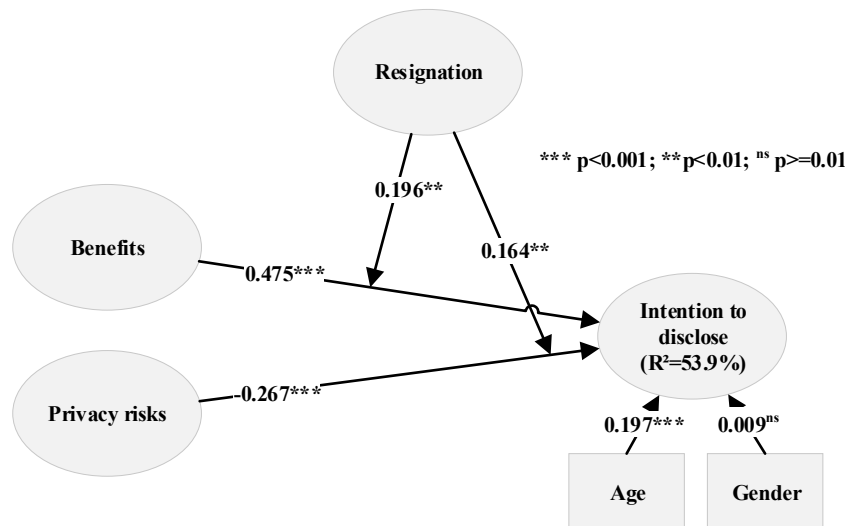 Resignation
*** p<0.001; **p<0.01; ns p>=0.01
0.196**
Benefits
0.164**
0.475***
Intention to
disclose
(R²=53.9%)
-0.267***
Privacy risks
0.197***
0.009ns
Age
Gender